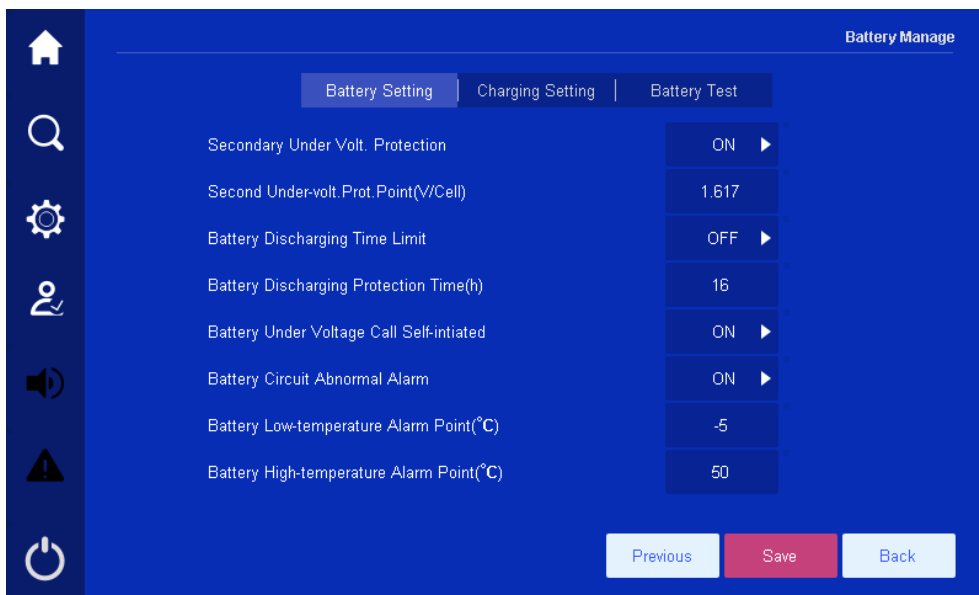 Battery Manage
Battery Setting | Charging Setting | Battery Test
Secondary Under Volt. Protection ON
Second Under-volt.Prot.Point(V/Cell) 1.617
Battery Discharging Time Limit OFF
Battery Discharging Protection Time(h) 16
Battery Under Voltage Call Self-intiated ON
Battery Circuit Abnormal Alarm ON
Battery Low-temperature Alarm Point(°C) -5
Battery High-temperature Alarm Point(°C) 50
Previous Save Back